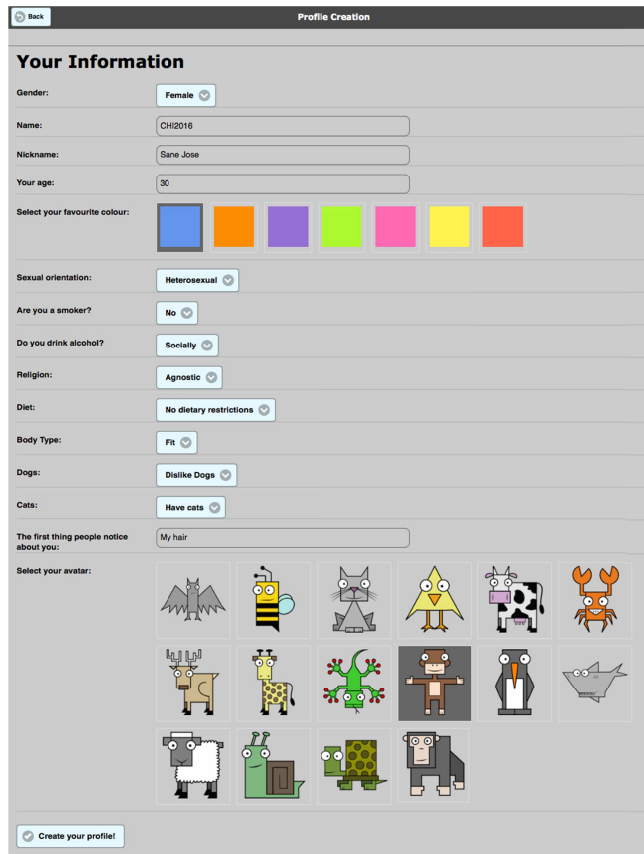 Back
Profile Creation
Your Information
Gender:
Female
Name:
CHI2016
Nickname:
Sane Jose
Your age:
30
Select your favourite colour:
Sexual orientation:
Heterosexual
Are you a smoker?
No
Do you drink alcohol?
Socially
Religion:
Agnostic
Diet:
No dietary restrictions
Body Type:
Fit
Dogs:
Dislike Dogs
Cats:
Have cats
The first thing people notice
about you:
My hair
Select your avatar:
Create your profile!